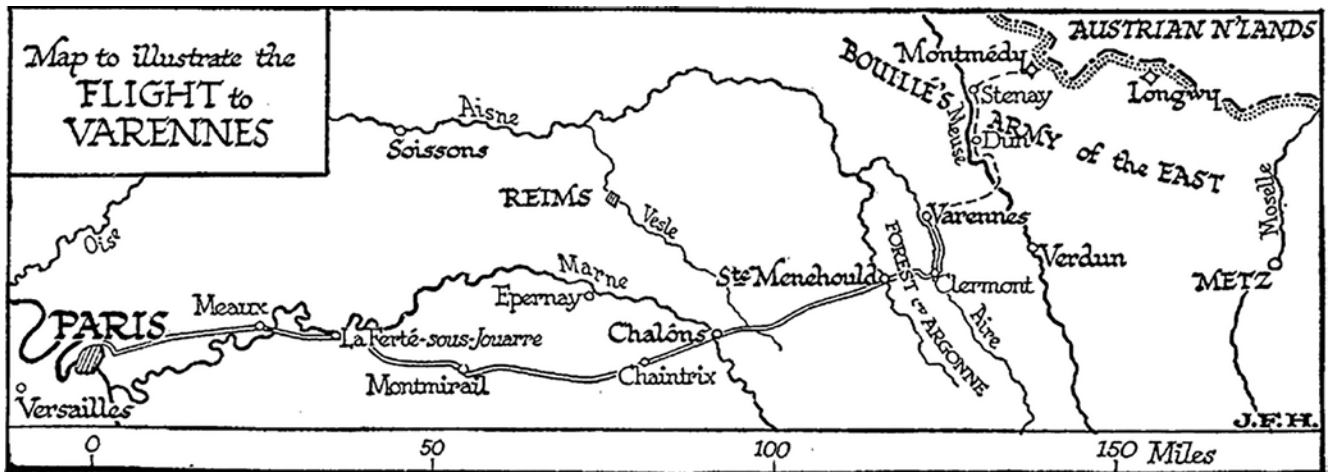 Map to illustrate the
FLIGHT to
VARENNES
AUSTRIAN N'LANDS
Montmédy
BOUILLÉ'S
Longwy
Stenay
Meuse
ARMY of the EAST
Dun
Aisne
Soissons
REIMS
Vesle
Varennes
Moselle
Oise
Verdun
FOREST of ARGONNE
Ste Menehould
Clermont
METZ
Marne
Epernay
Meaux
PARIS
La Ferté-sous-Jouarre
Chalôns
Aire
Montmirail
Chaintrix
Versailles
J.F.H.
0 50 100 150 Miles